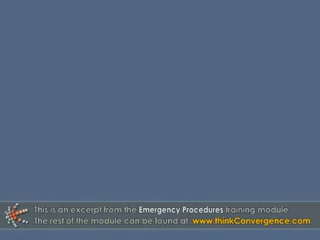 This is an excerpt from the Emergency Procedures training module
The rest of the module can be found at www.thinkConvergence.com